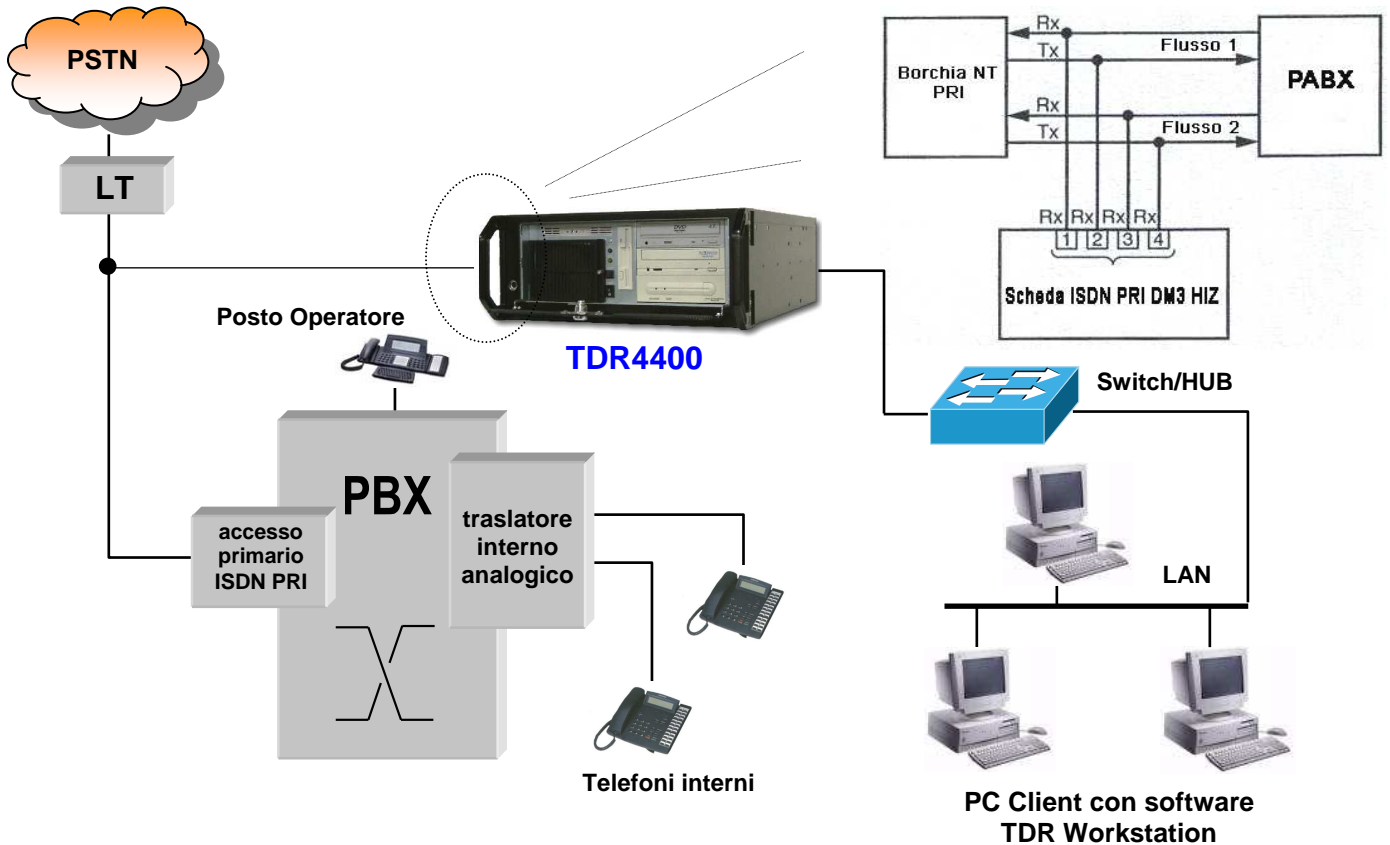 PSTN
LT
Rx
Tx
Flusso 1
Borchia NT
PRI
PABX
Rx
Tx
Flusso 2
Rx Rx Rx Rx
1 2 3 4
Scheda ISDN PRI DM3 HIZ
Posto Operatore
TDR4400
Switch/HUB
PBX
accesso
primario
ISDN PRI
traslatore
interno
analogico
LAN
Telefoni interni
PC Client con software
TDR Workstation